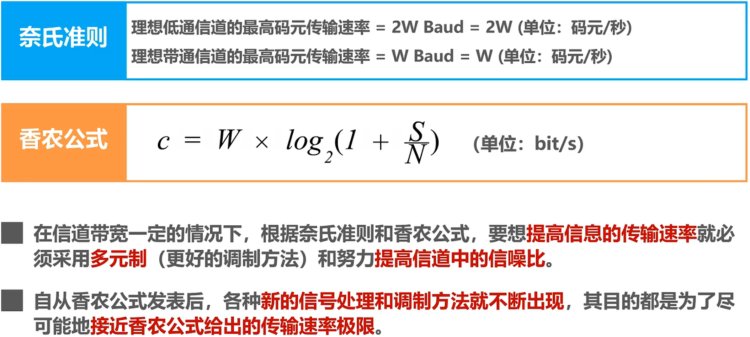 奈氏准则
理想低通信道的最高码元传输速率 = 2W Baud = 2W (单位：码元/秒)
理想带通信道的最高码元传输速率 = W Baud = W (单位：码元/秒)
香农公式
c = W × log₂(1 + S/N) (单位：bit/s)
在信道带宽一定的情况下，根据奈氏准则和香农公式，要想提高信息的传输速率就必
须采用多元制（更好的调制方法）和努力提高信道中的信噪比。
自从香农公式发表后，各种新的信号处理和调制方法就不断出现，其目的都是为了尽
可能地接近香农公式给出的传输速率极限。